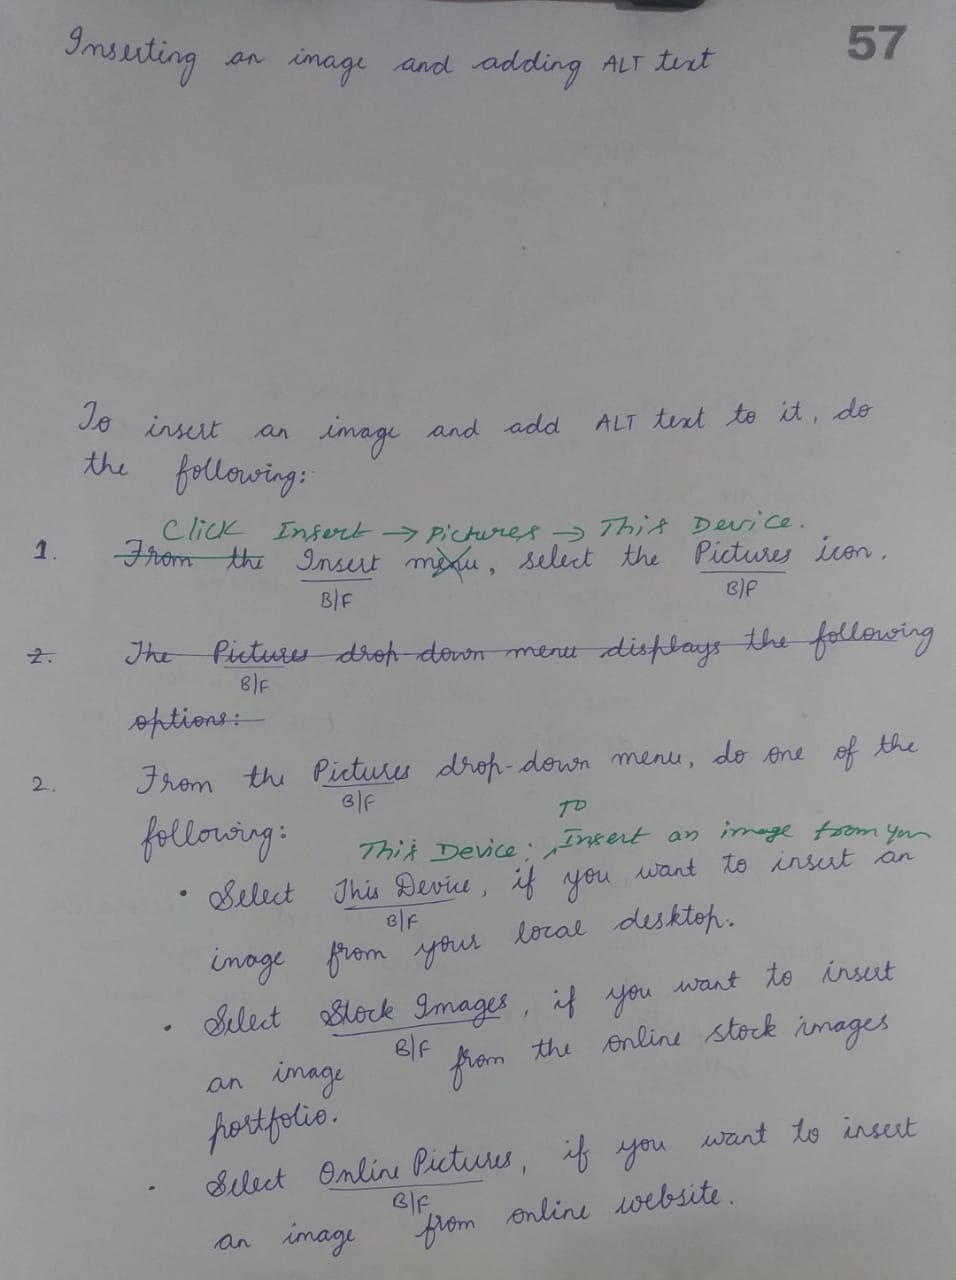 Inserting an image and adding ALT text
57
To insert an image and add ALT text to it, do
the following:
Click Insert → Pictures → This Device.
1. From the Insert menu, select the Pictures icon.
B/F B/F
2. The Pictures drop-down menu displays the following
B/F
options:
2. From the Pictures drop-down menu, do one of the
B/F
following:
To
This Device: Insert an image from your
• Select This Device, if you want to insert an
B/F
image from your local desktop.
• Select Stock Images, if you want to insert
B/F
an image from the online stock images
portfolio.
• Select Online Pictures, if you want to insert
B/F
an image from online website.